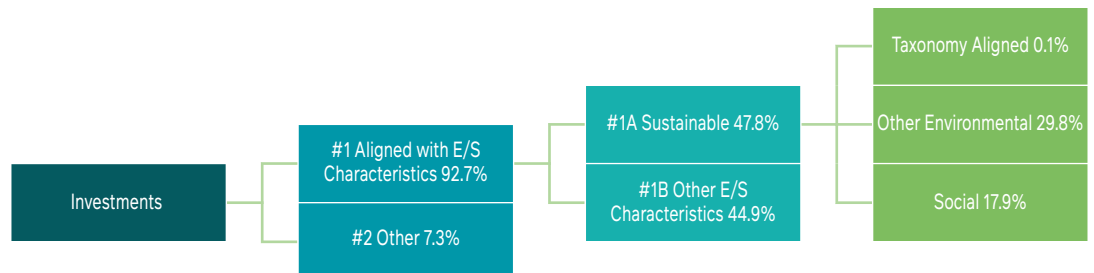 Investments
#1 Aligned with E/S
Characteristics 92.7%
#2 Other 7.3%
#1A Sustainable 47.8%
#1B Other E/S
Characteristics 44.9%
Taxonomy Aligned 0.1%
Other Environmental 29.8%
Social 17.9%